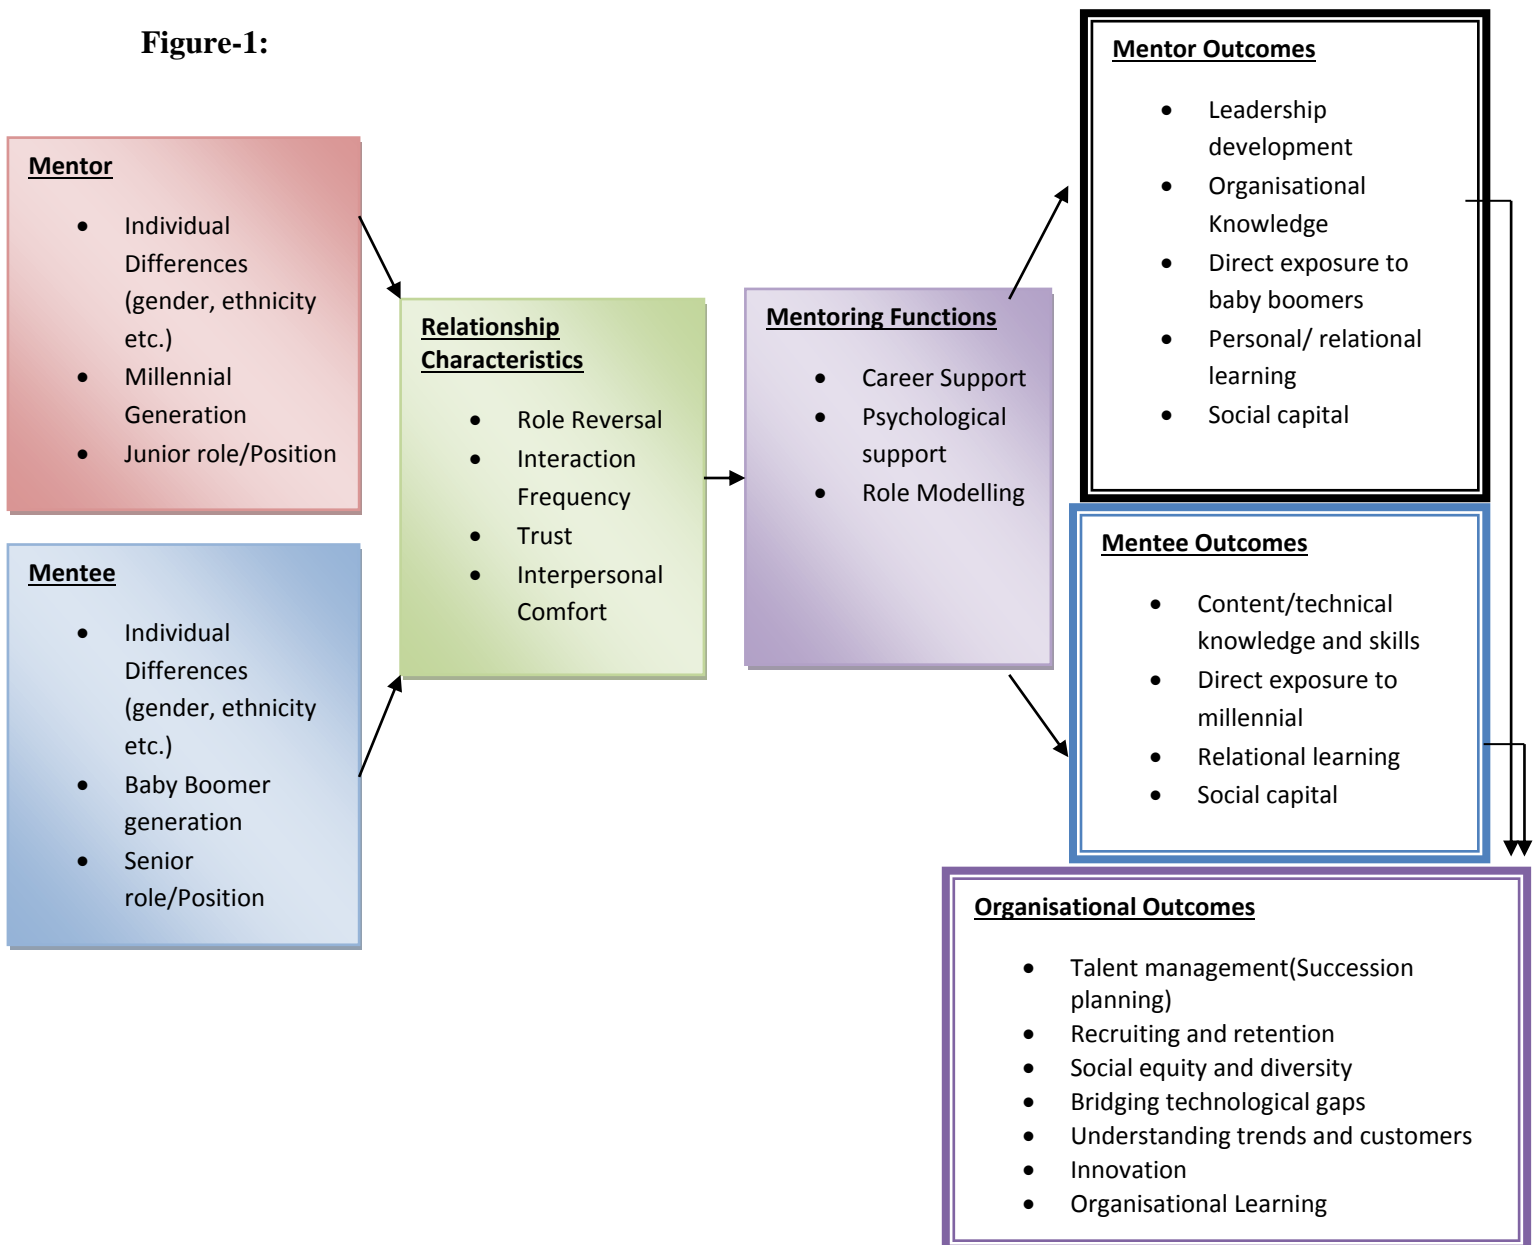 Figure-1:
Mentor
• Individual
Differences
(gender, ethnicity
etc.)
• Millennial
Generation
• Junior role/Position
Mentee
• Individual
Differences
(gender, ethnicity
etc.)
• Baby Boomer
generation
• Senior
role/Position
Relationship
Characteristics
• Role Reversal
• Interaction
Frequency
• Trust
• Interpersonal
Comfort
Mentoring Functions
• Career Support
• Psychological
support
• Role Modelling
Mentor Outcomes
• Leadership
development
• Organisational
Knowledge
• Direct exposure to
baby boomers
• Personal/ relational
learning
• Social capital
Mentee Outcomes
• Content/technical
knowledge and skills
• Direct exposure to
millennial
• Relational learning
• Social capital
Organisational Outcomes
• Talent management(Succession
planning)
• Recruiting and retention
• Social equity and diversity
• Bridging technological gaps
• Understanding trends and customers
• Innovation
• Organisational Learning